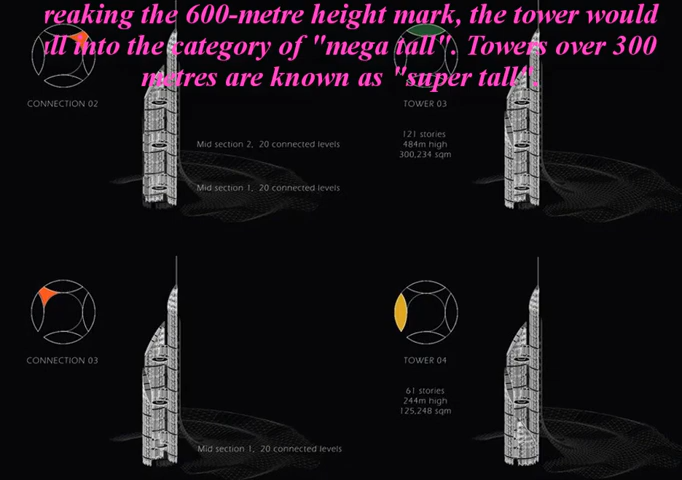 reaking the 600-metre height mark, the tower would
ll into the category of "mega tall". Towers over 300
metres are known as "super tall".
CONNECTION 02
TOWER 03
121 stories
484m high
300,234 sqm
Mid section 2, 20 connected levels
Mid section 1, 20 connected levels
CONNECTION 03
TOWER 04
61 stories
244m high
125,248 sqm
Mid section 1, 20 connected levels